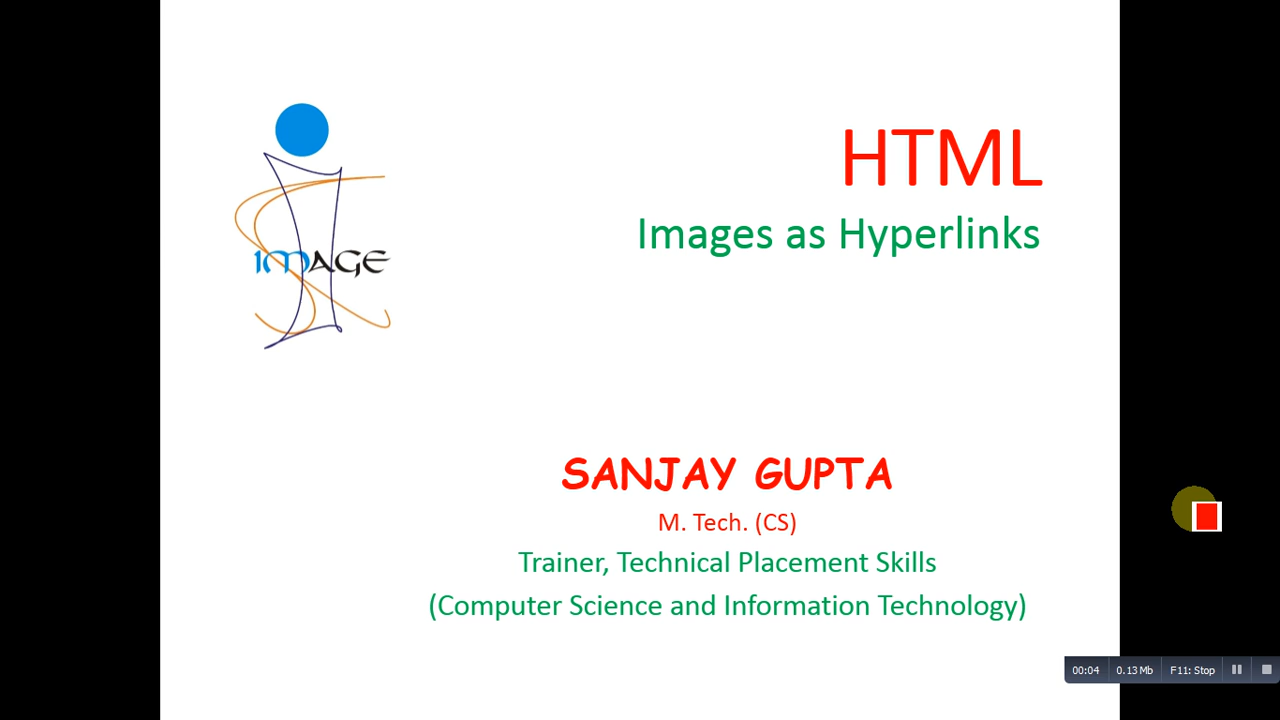 HTML
Images as Hyperlinks
IMAGE
SANJAY GUPTA
M. Tech. (CS)
Trainer, Technical Placement Skills
(Computer Science and Information Technology)
00:04 0.13 Mb F11: Stop